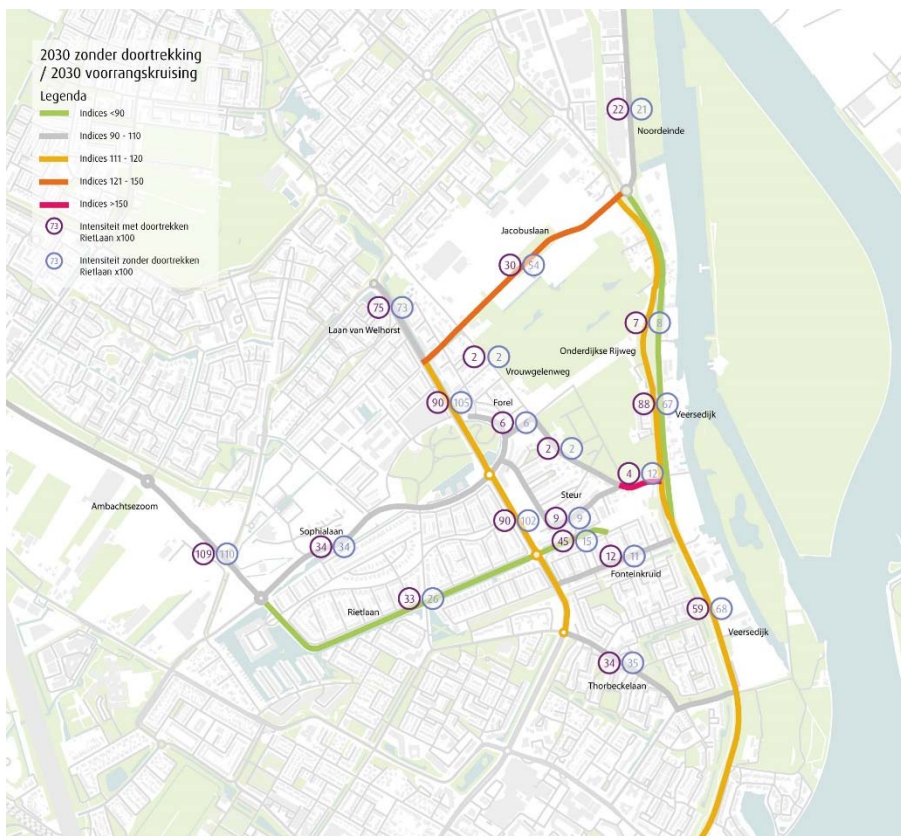 2030 zonder doortrekking
/ 2030 voorrangskruising
Legenda
Indices <90
Indices 90 - 110
Indices 111 - 120
Indices 121 - 150
Indices >150
73 Intensiteit met doortrekken
RietLaan x100
73 Intensiteit zonder doortrekken
Rietlaan x100
22 21
Noordeinde
Jacobuslaan
30 54
75 73
Laan van Welhorst
7 8
Onderdijkse Rijweg
2 2
Vrouwgelenweg
90 105
Forel
88 67
Veersedijk
6 6
2 2
4 12
Ambachtsezoom
Steur
Sophialaan
90 102
9 9
109 110
34 34
45 15
12 11
Fonteinkruid
33 26
Rietlaan
59 68
Veersedijk
34 35
Thorbeckelaan